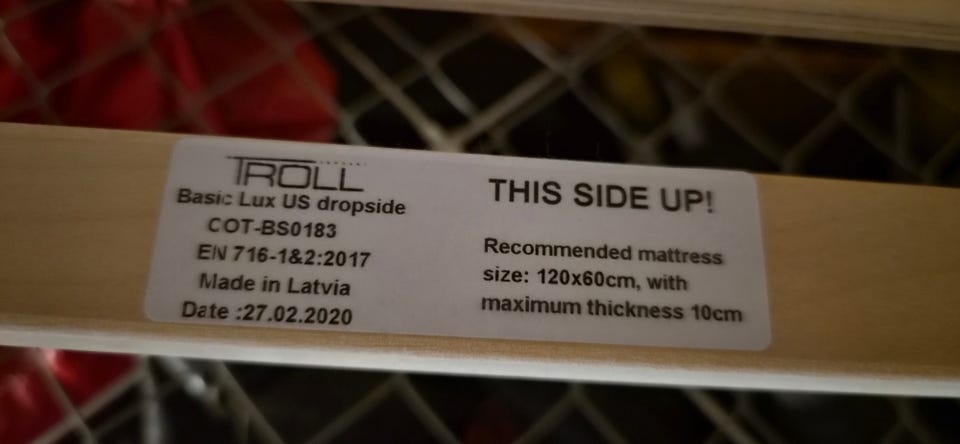 TROLL
Basic Lux US dropside
COT-BS0183
EN 716-1&2:2017
Made in Latvia
Date :27.02.2020
THIS SIDE UP!
Recommended mattress
size: 120x60cm, with
maximum thickness 10cm